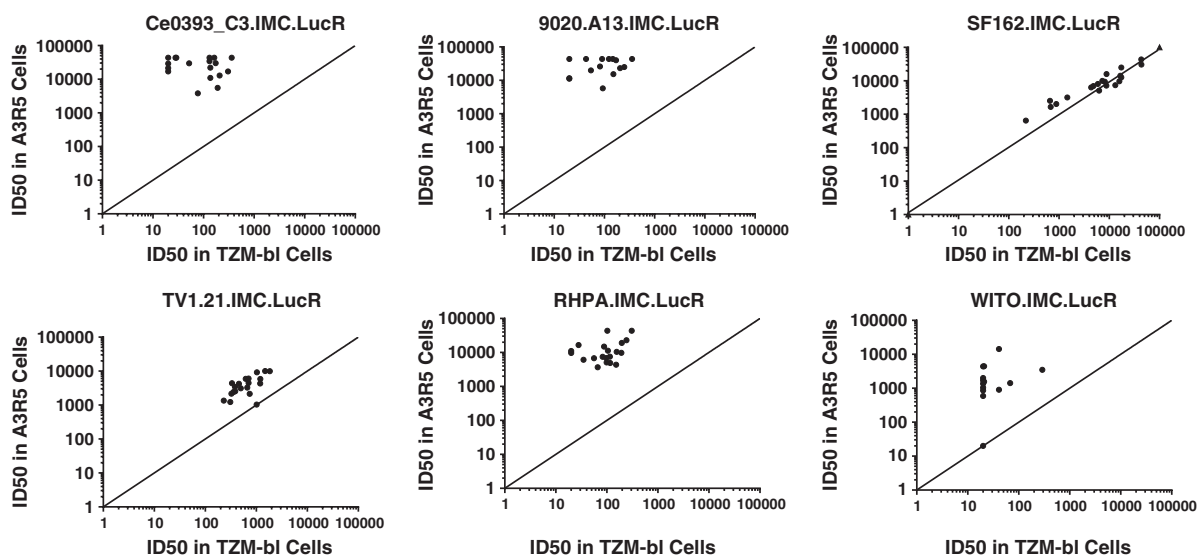 Ce0393_C3.IMC.LucR
ID50 in A3R5 Cells
100000
10000
1000
100
10
1
1 10 100 1000 10000 100000
ID50 in TZM-bl Cells
9020.A13.IMC.LucR
ID50 in A3R5 Cells
100000
10000
1000
100
10
1
1 10 100 1000 10000 100000
ID50 in TZM-bl Cells
SF162.IMC.LucR
ID50 in A3R5 Cells
100000
10000
1000
100
10
1
1 10 100 1000 10000 100000
ID50 in TZM-bl Cells
TV1.21.IMC.LucR
ID50 in A3R5 Cells
100000
10000
1000
100
10
1
1 10 100 1000 10000 100000
ID50 in TZM-bl Cells
RHPA.IMC.LucR
ID50 in A3R5 Cells
100000
10000
1000
100
10
1
1 10 100 1000 10000 100000
ID50 in TZM-bl Cells
WITO.IMC.LucR
ID50 in A3R5 Cells
100000
10000
1000
100
10
1
1 10 100 1000 10000 100000
ID50 in TZM-bl Cells